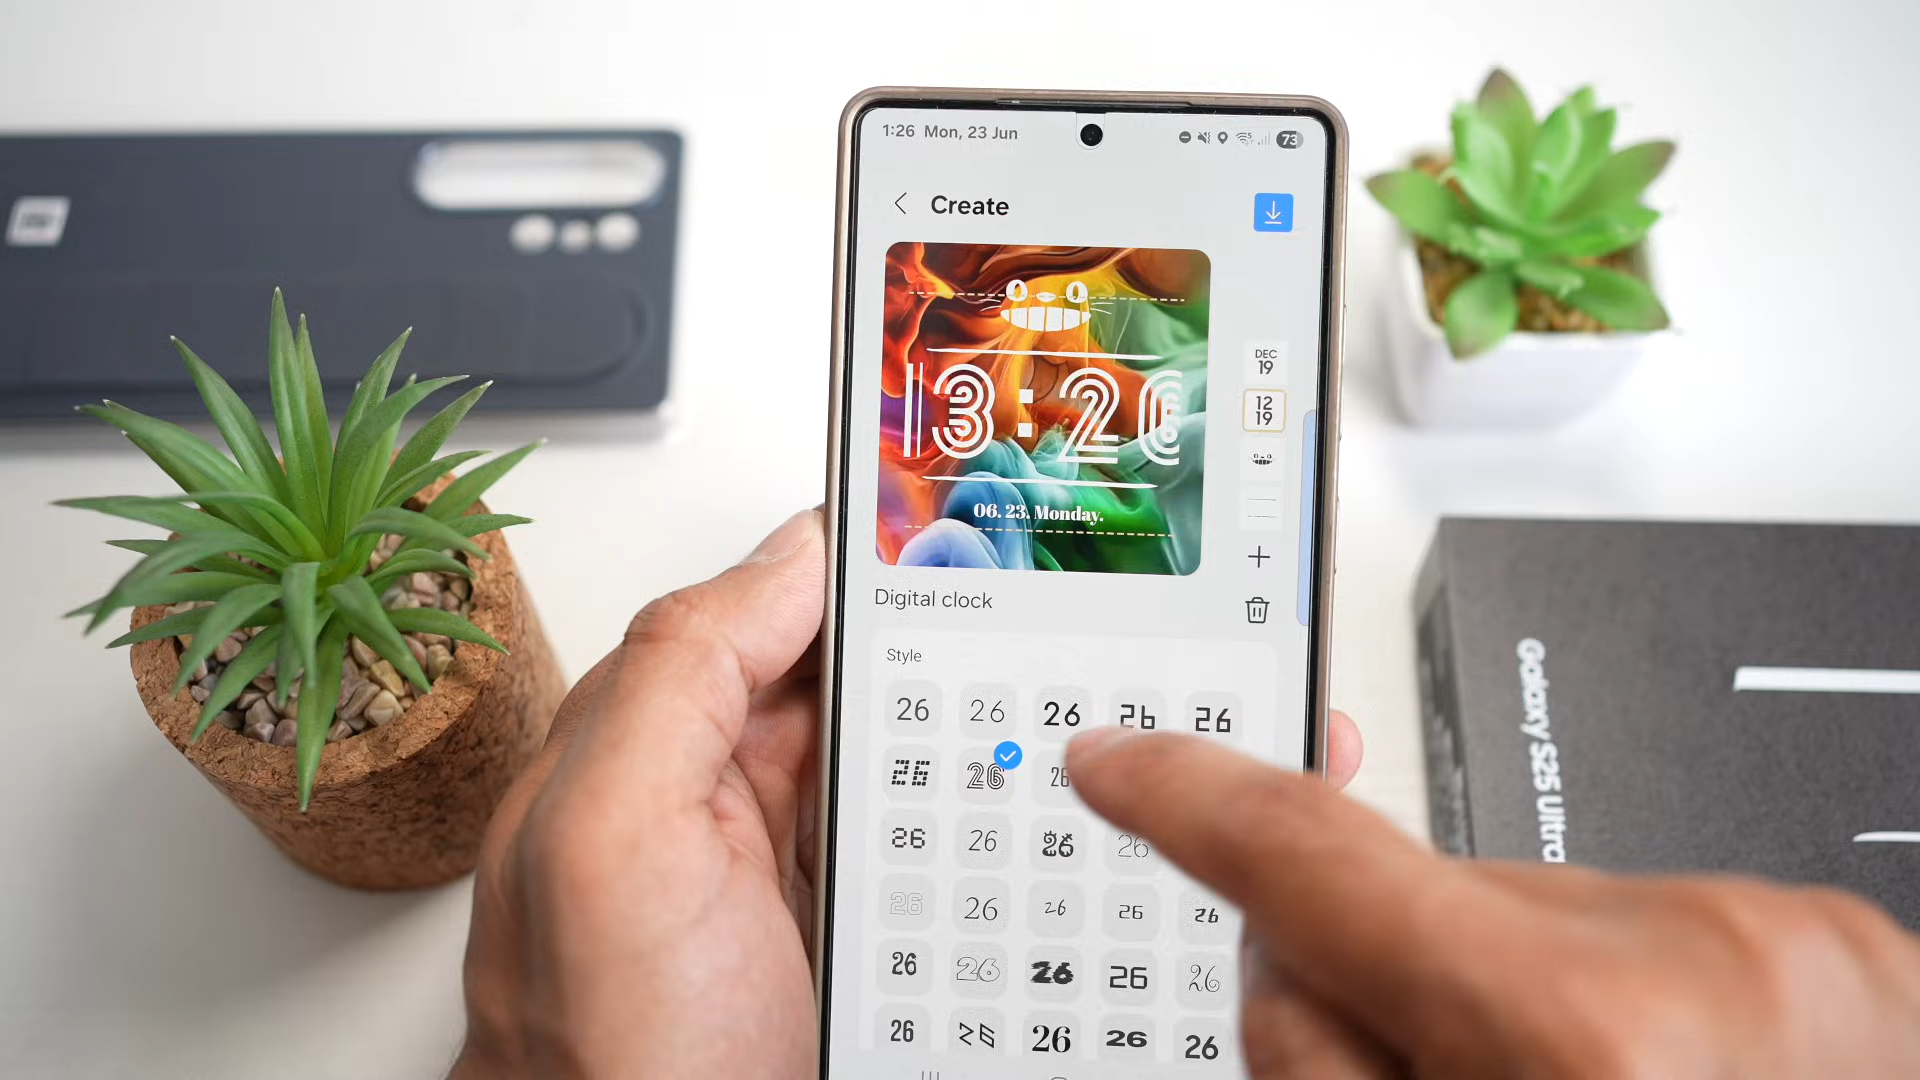 1:26 Mon, 23 Jun
73
Create
13:26
06. 23. Monday.
DEC
19
12
19
Digital clock
Style
26 26 26 26 26
26 26 26
26 26 26 26
26 26 26 26 26
26 26 26 26 26
26 26 26 26 26
Galaxy S25 Ultra